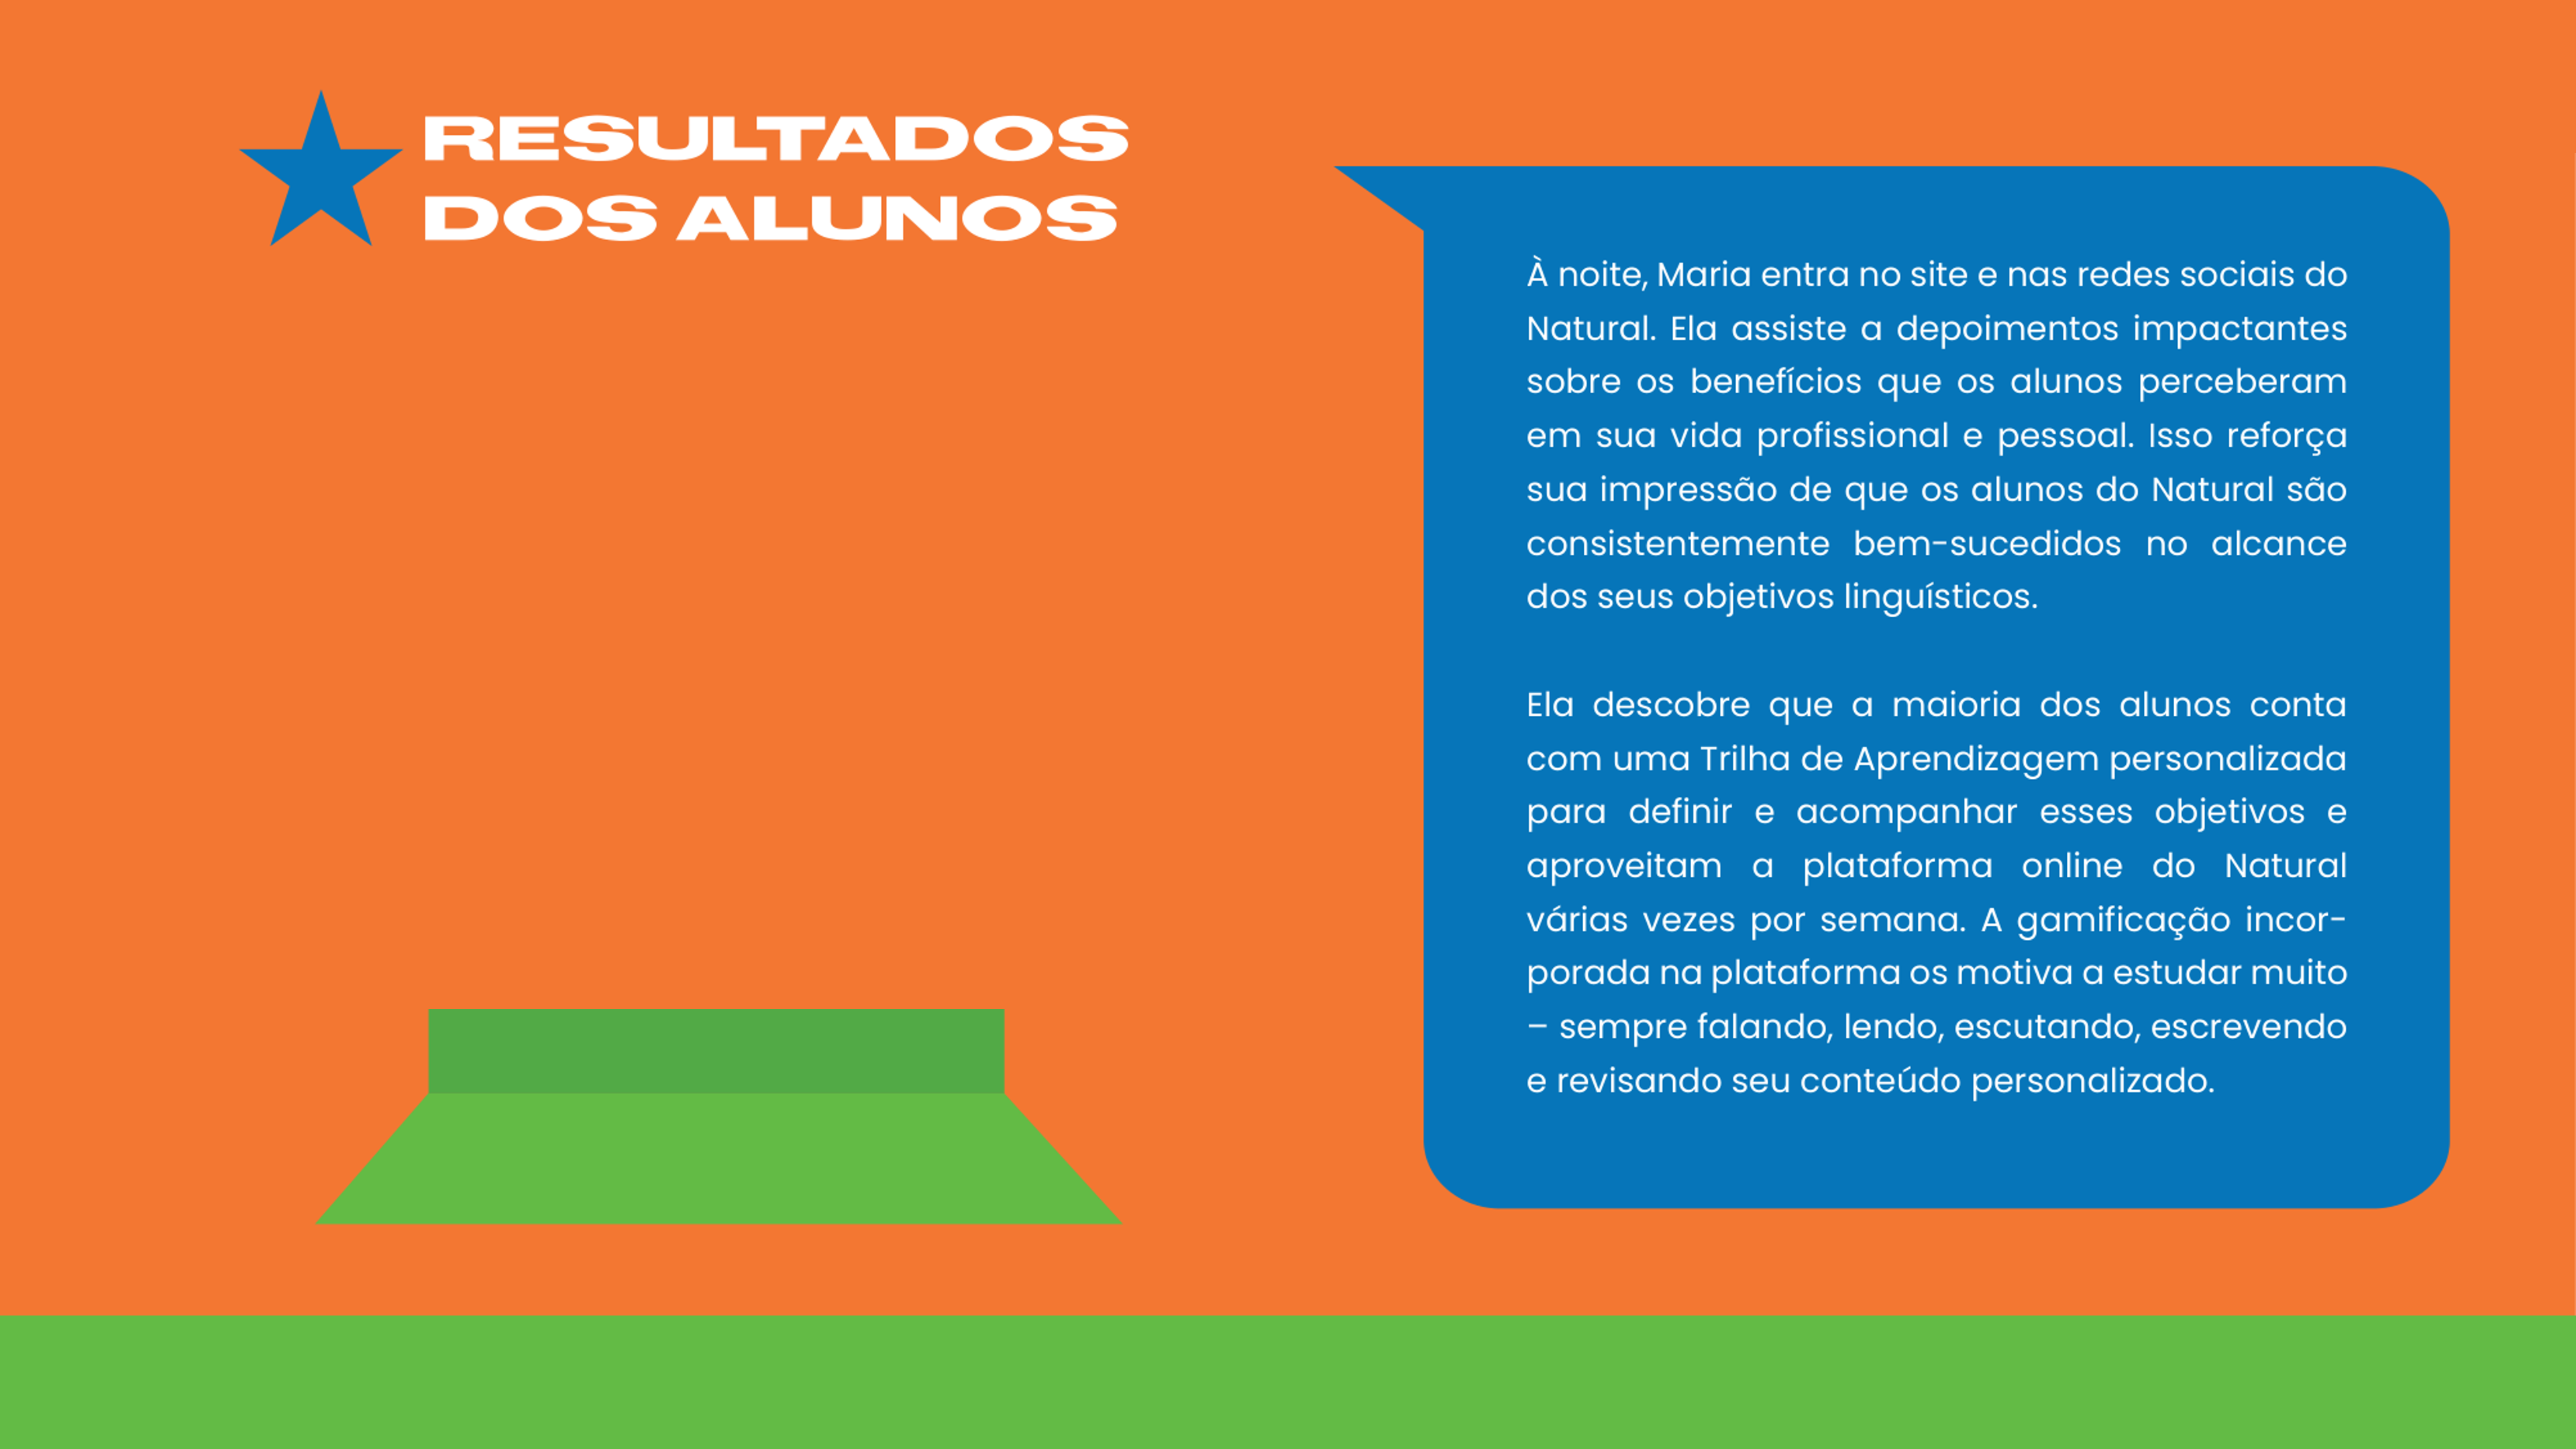 RESULTADOS
DOS ALUNOS
À noite, Maria entra no site e nas redes sociais do
Natural. Ela assiste a depoimentos impactantes
sobre os benefícios que os alunos perceberam
em sua vida profissional e pessoal. Isso reforça
sua impressão de que os alunos do Natural são
consistentemente bem-sucedidos no alcance
dos seus objetivos linguísticos.
Ela descobre que a maioria dos alunos conta
com uma Trilha de Aprendizagem personalizada
para definir e acompanhar esses objetivos e
aproveitam a plataforma online do Natural
várias vezes por semana. A gamificação incor-
porada na plataforma os motiva a estudar muito
– sempre falando, lendo, escutando, escrevendo
e revisando seu conteúdo personalizado.